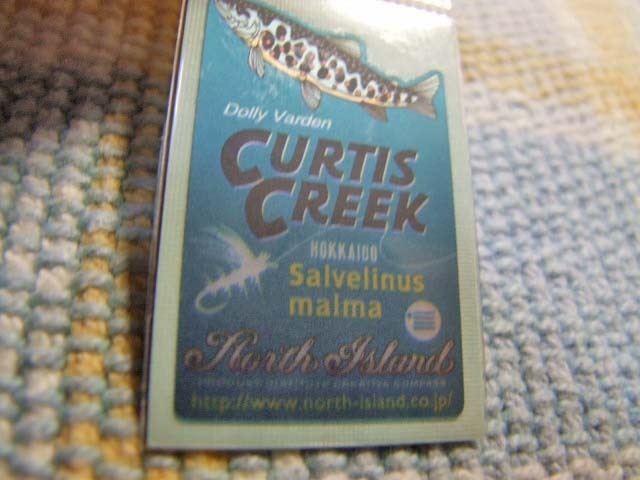 Dolly Varden
CURTIS
CREEK
HOKKAIDO
Salvelinus
malma
North Island
http://www.north-island.co.jp/